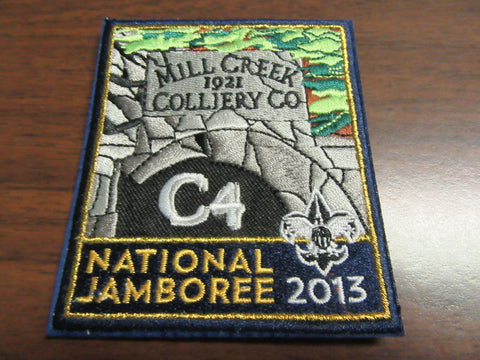 MILL CREEK
1921
COLLIERY CO
C4
NATIONAL
JAMBOREE 2013